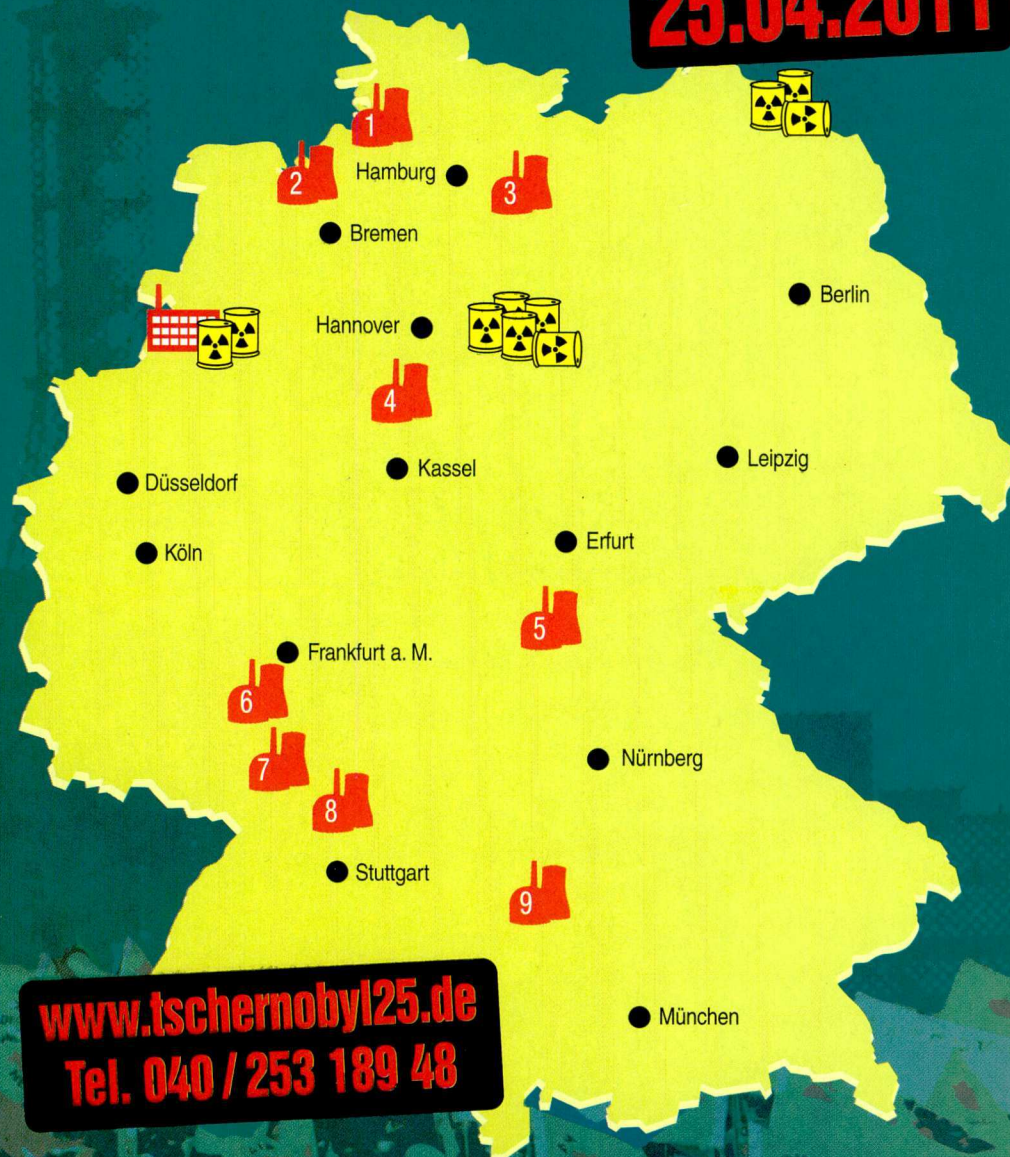 25.04.2011
1
2
Hamburg
3
Bremen
Berlin
Hannover
4
Kassel
Leipzig
Düsseldorf
Erfurt
Köln
5
Frankfurt a. M.
6
7
Nürnberg
8
Stuttgart
9
www.tschernobyl25.de
München
Tel. 040 / 253 189 48